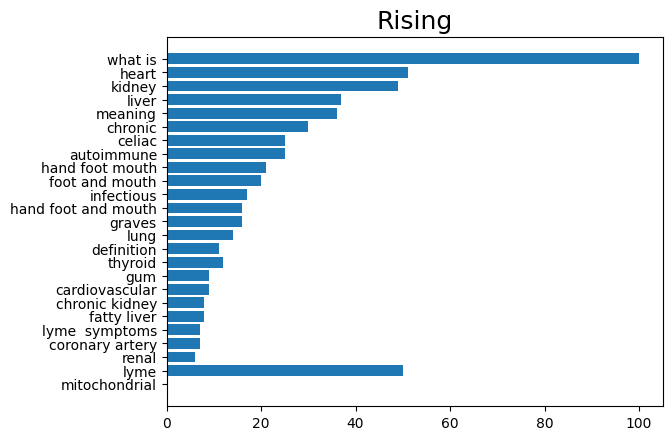 Rising
what is
heart
kidney
liver
meaning
chronic
celiac
autoimmune
hand foot mouth
foot and mouth
infectious
hand foot and mouth
graves
lung
definition
thyroid
gum
cardiovascular
chronic kidney
fatty liver
lyme  symptoms
coronary artery
renal
lyme
mitochondrial
0 20 40 60 80 100